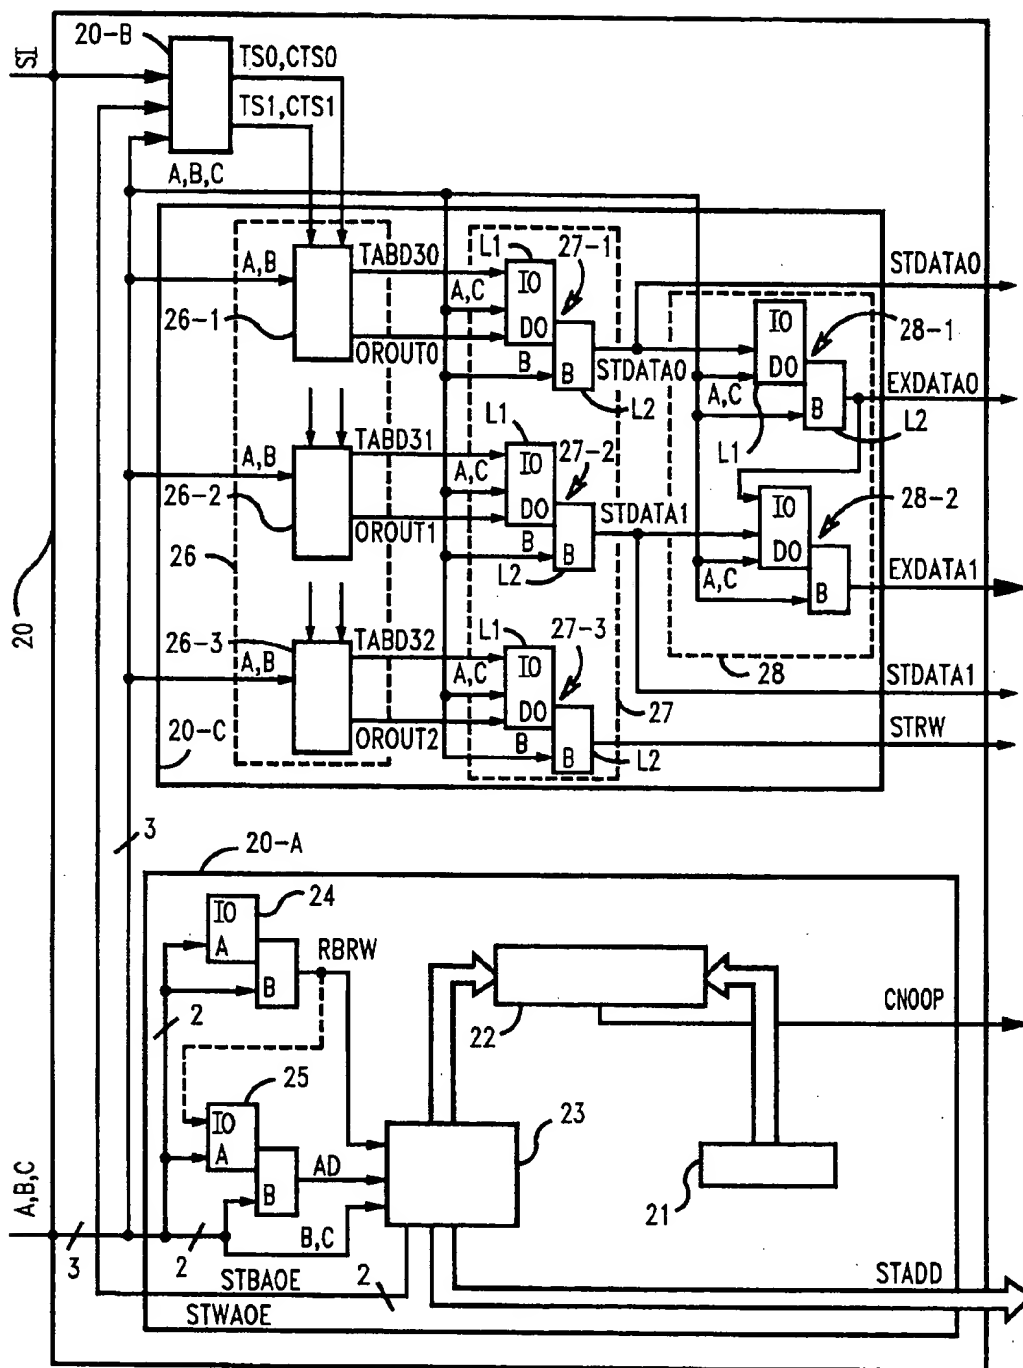 20-B
TSI
TS0,CTS0
TS1,CTS1
A,B,C
TABD30
L1
27-1
STDATA0
A,B
IO
A,C
IO
28-1
26-1
DO
OROUT0
DO
B
B
STDATA0
EXDATA0
A,C
B
L2
L1
L2
TABD31
L1
A,B
IO
27-2
A,C
IO
28-2
26-2
DO
STDATA1
OROUT1
DO
B
B
EXDATA1
26
L2
A,C
B
20
26-3
TABD32
L1
27-3
A,B
IO
28
STDATA1
A,C
27
DO
STRW
20-C
OROUT2
B
B
L2
3
20-A
IO
24
A
RBRW
B
CNOOP
2
22
25
IO
23
A
AD
B
21
A,B,C
B,C
3
2
STBAOE
2
STADD
STWAOE